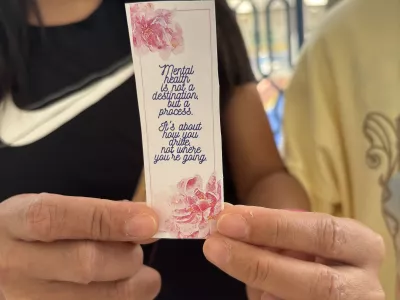 Mental
health
is not a
destination,
but a
process.
It's about
how you
drive,
not where
you're going.